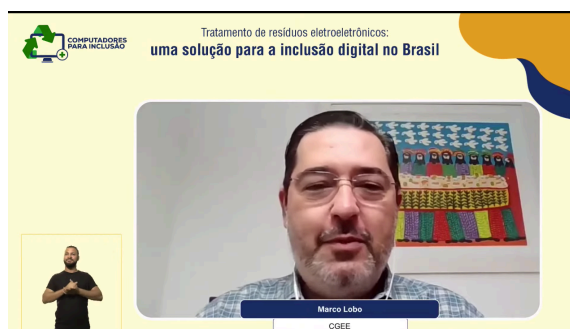 COMPUTADORES
PARA INCLUSÃO
Tratamento de resíduos eletroeletrônicos:
uma solução para a inclusão digital no Brasil
Marco Lobo
CGEE